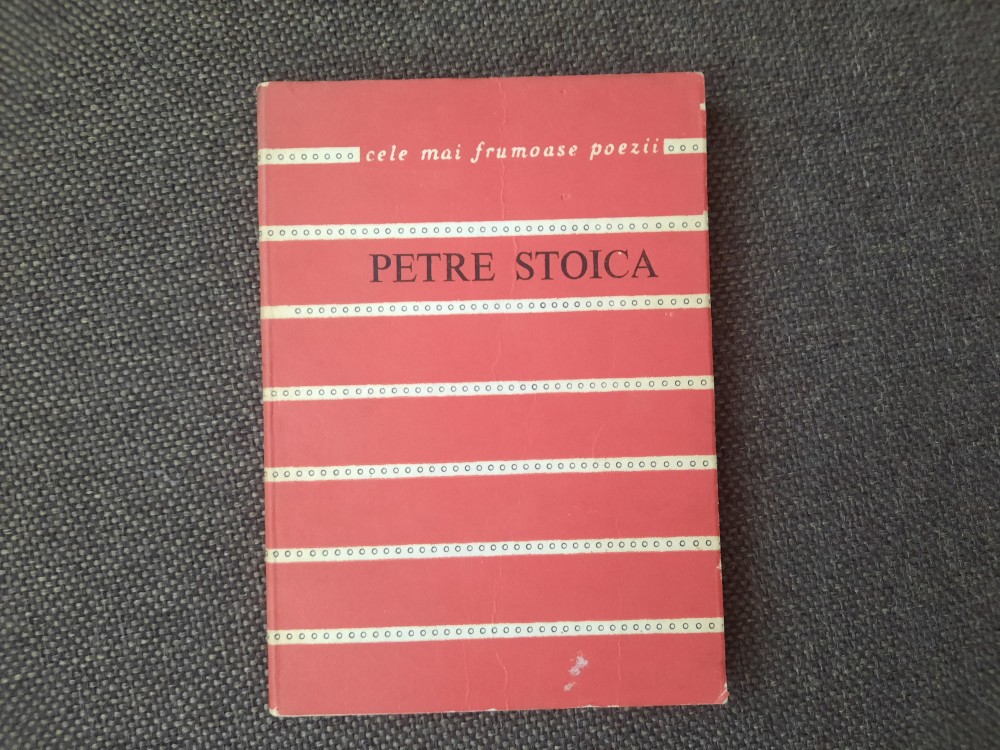 cele mai frumoase poezii
PETRE STOICA